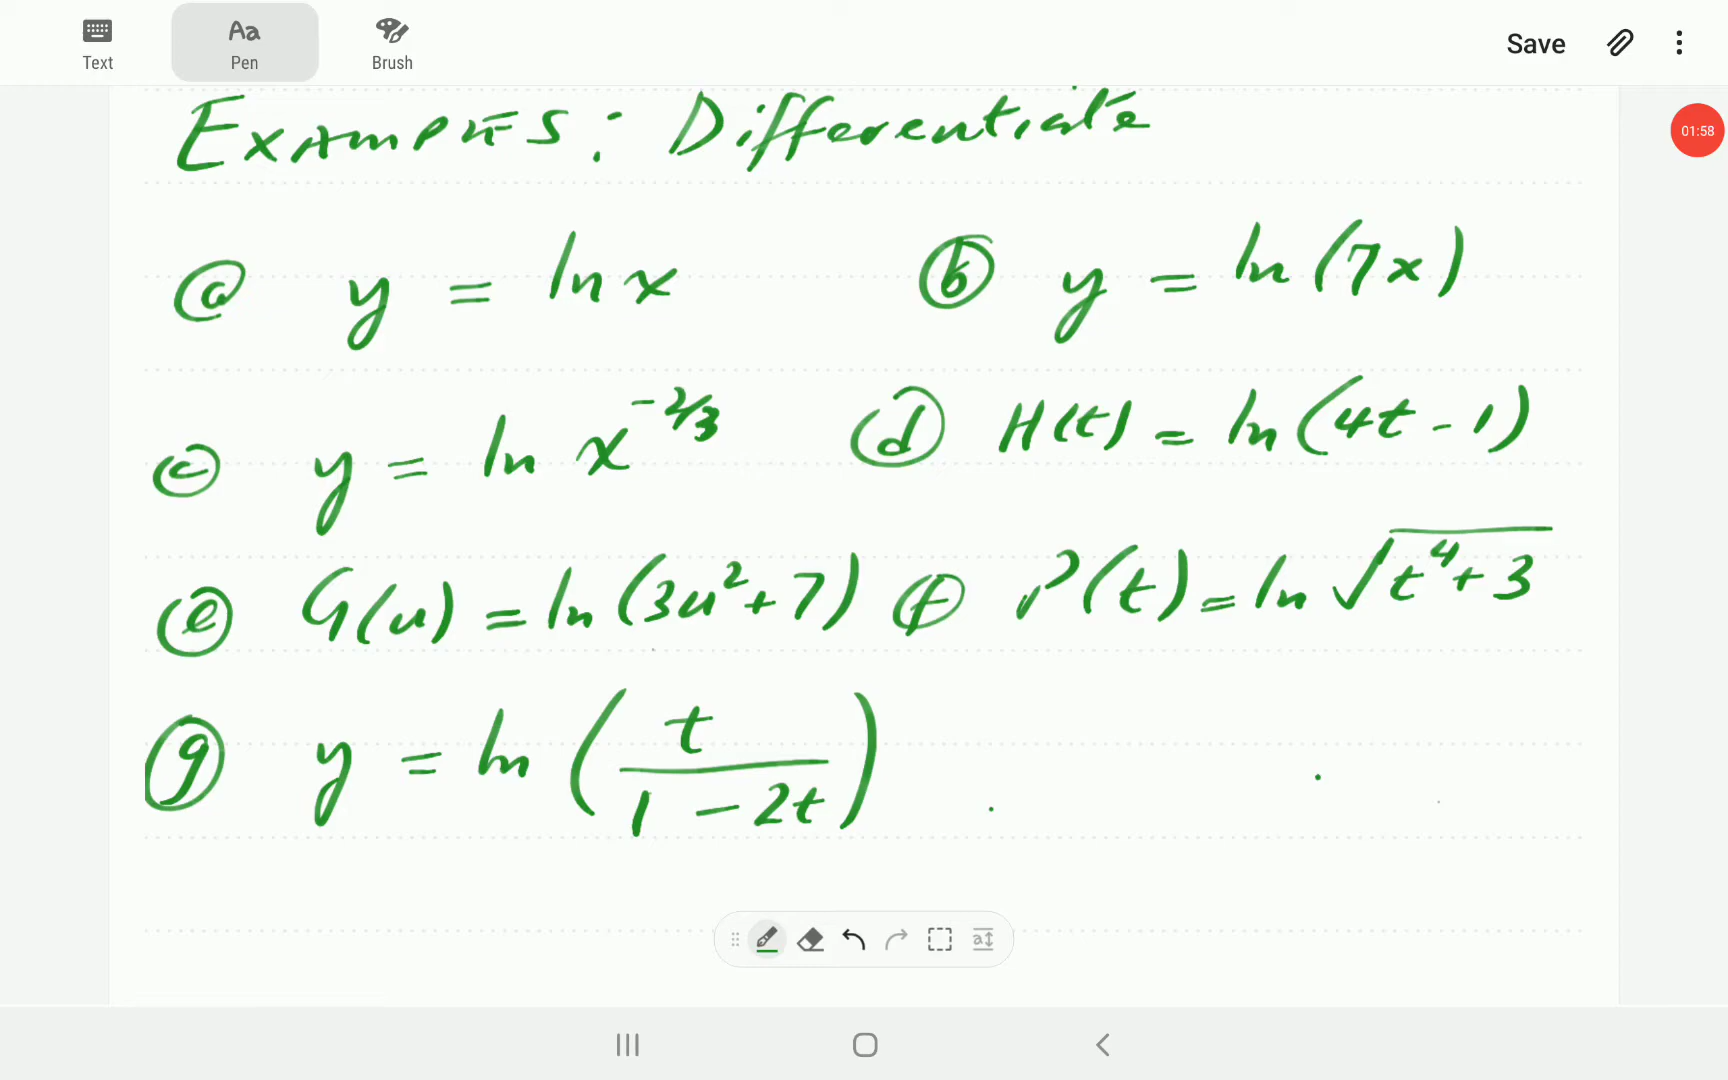 Text Aa Pen Brush Save
01:58
Examples: Differentiate
ⓐ y = ln x ⓑ y = ln(7x)
ⓒ y = ln x^{-2/3} ⓓ H(t) = ln(4t - 1)
ⓔ G(u) = ln(3u²+7) ⓕ P(t) = ln √(t⁴+3)
ⓖ y = ln (t/(1 - 2t))